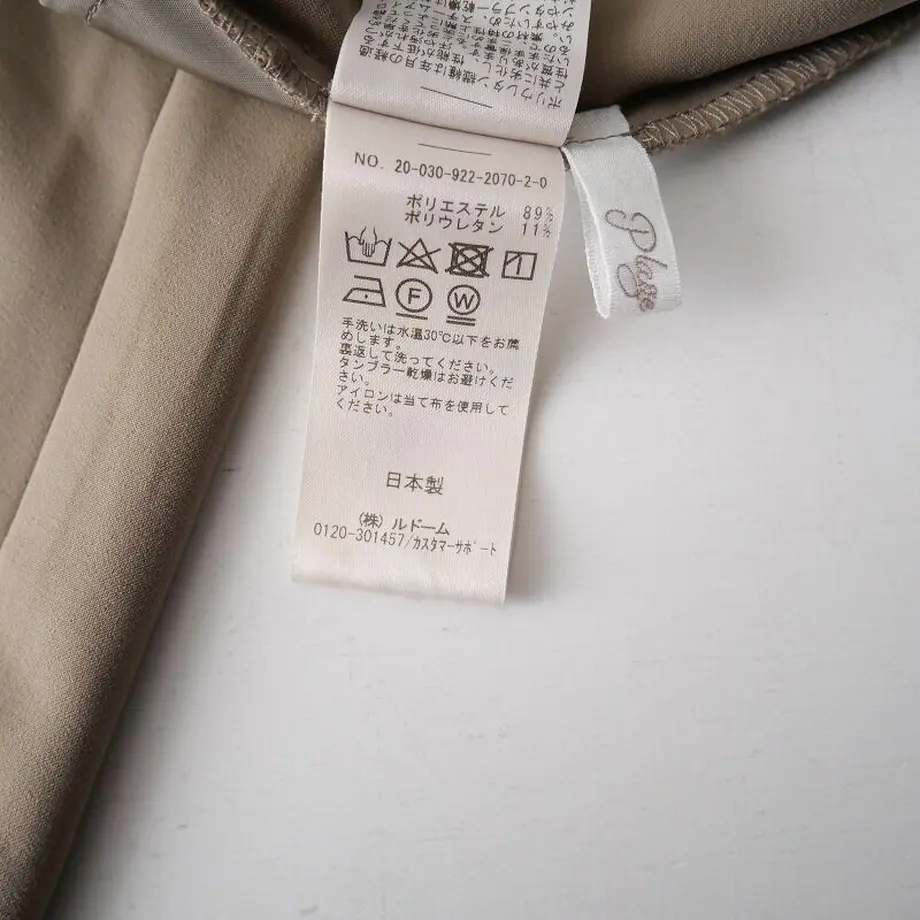 NO. 20-030-922-2070-2-0
ポリエステル 89%
ポリウレタン 11%
F W
手洗いは水温30℃以下をお薦
めします。
裏返して洗ってください。
タンブラー乾燥はお避けくだ
さい。
アイロンは当て布を使用して
ください。
日本製
(株) ルドーム
0120-301457/カスタマーサポート
Plage